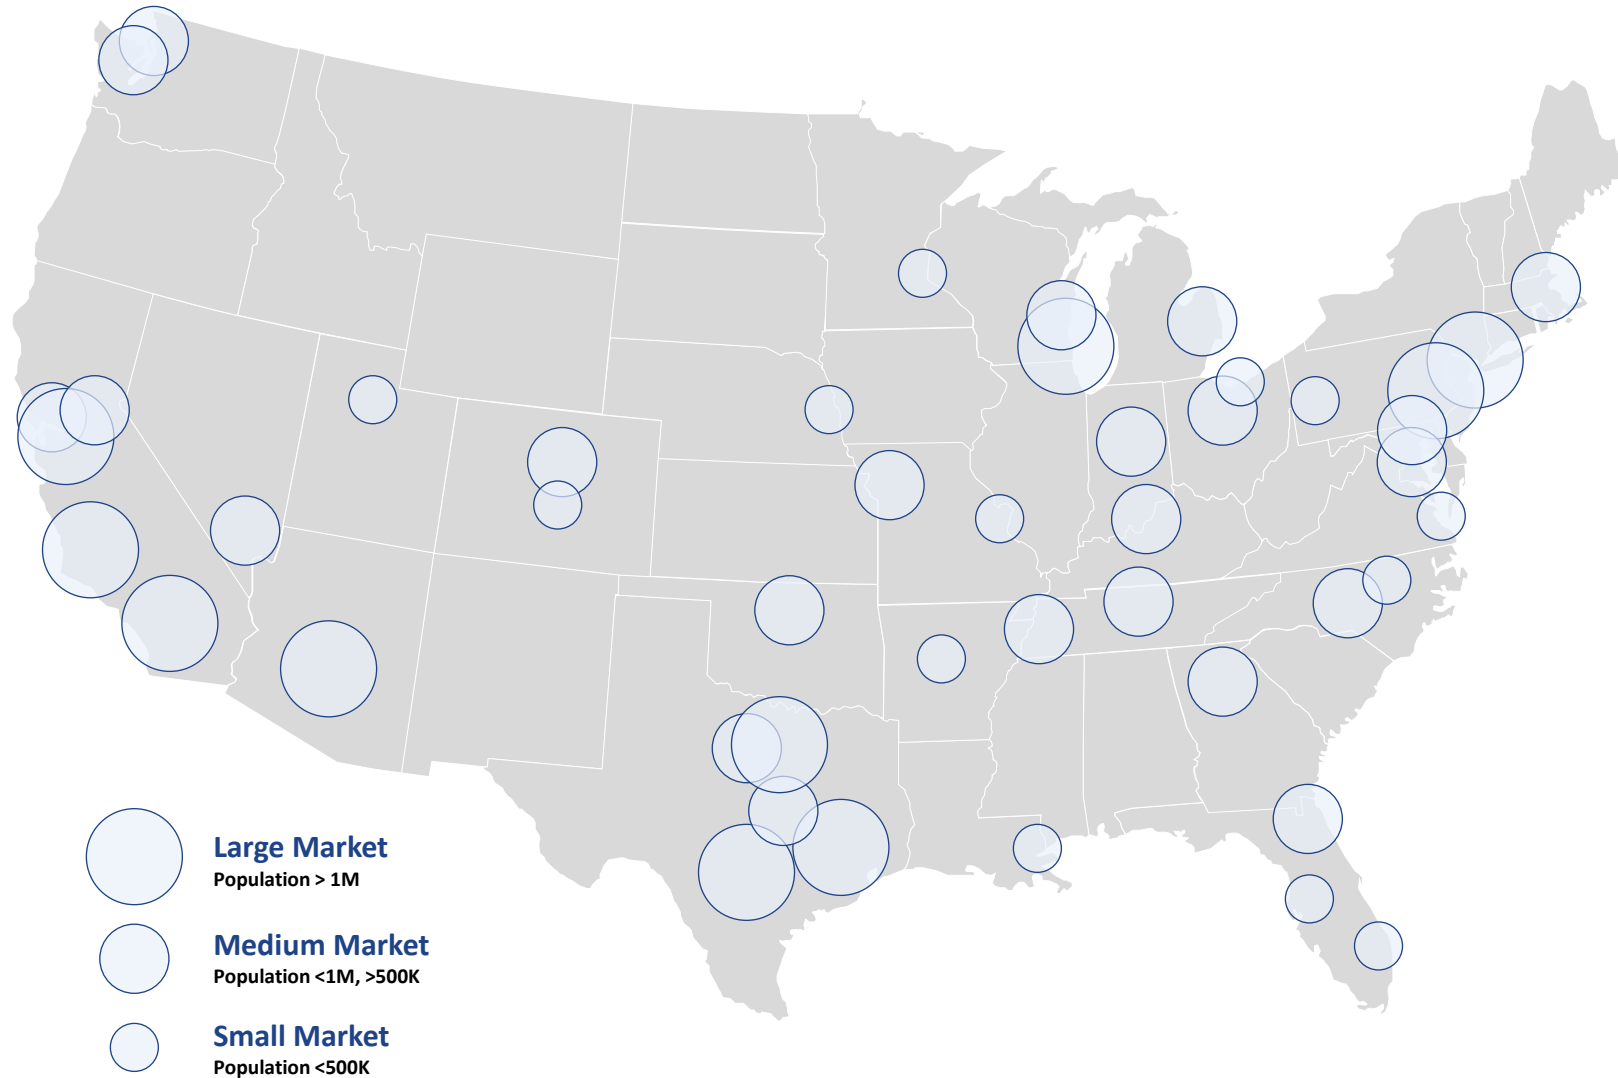 Large Market
Population > 1M
Medium Market
Population <1M, >500K
Small Market
Population <500K